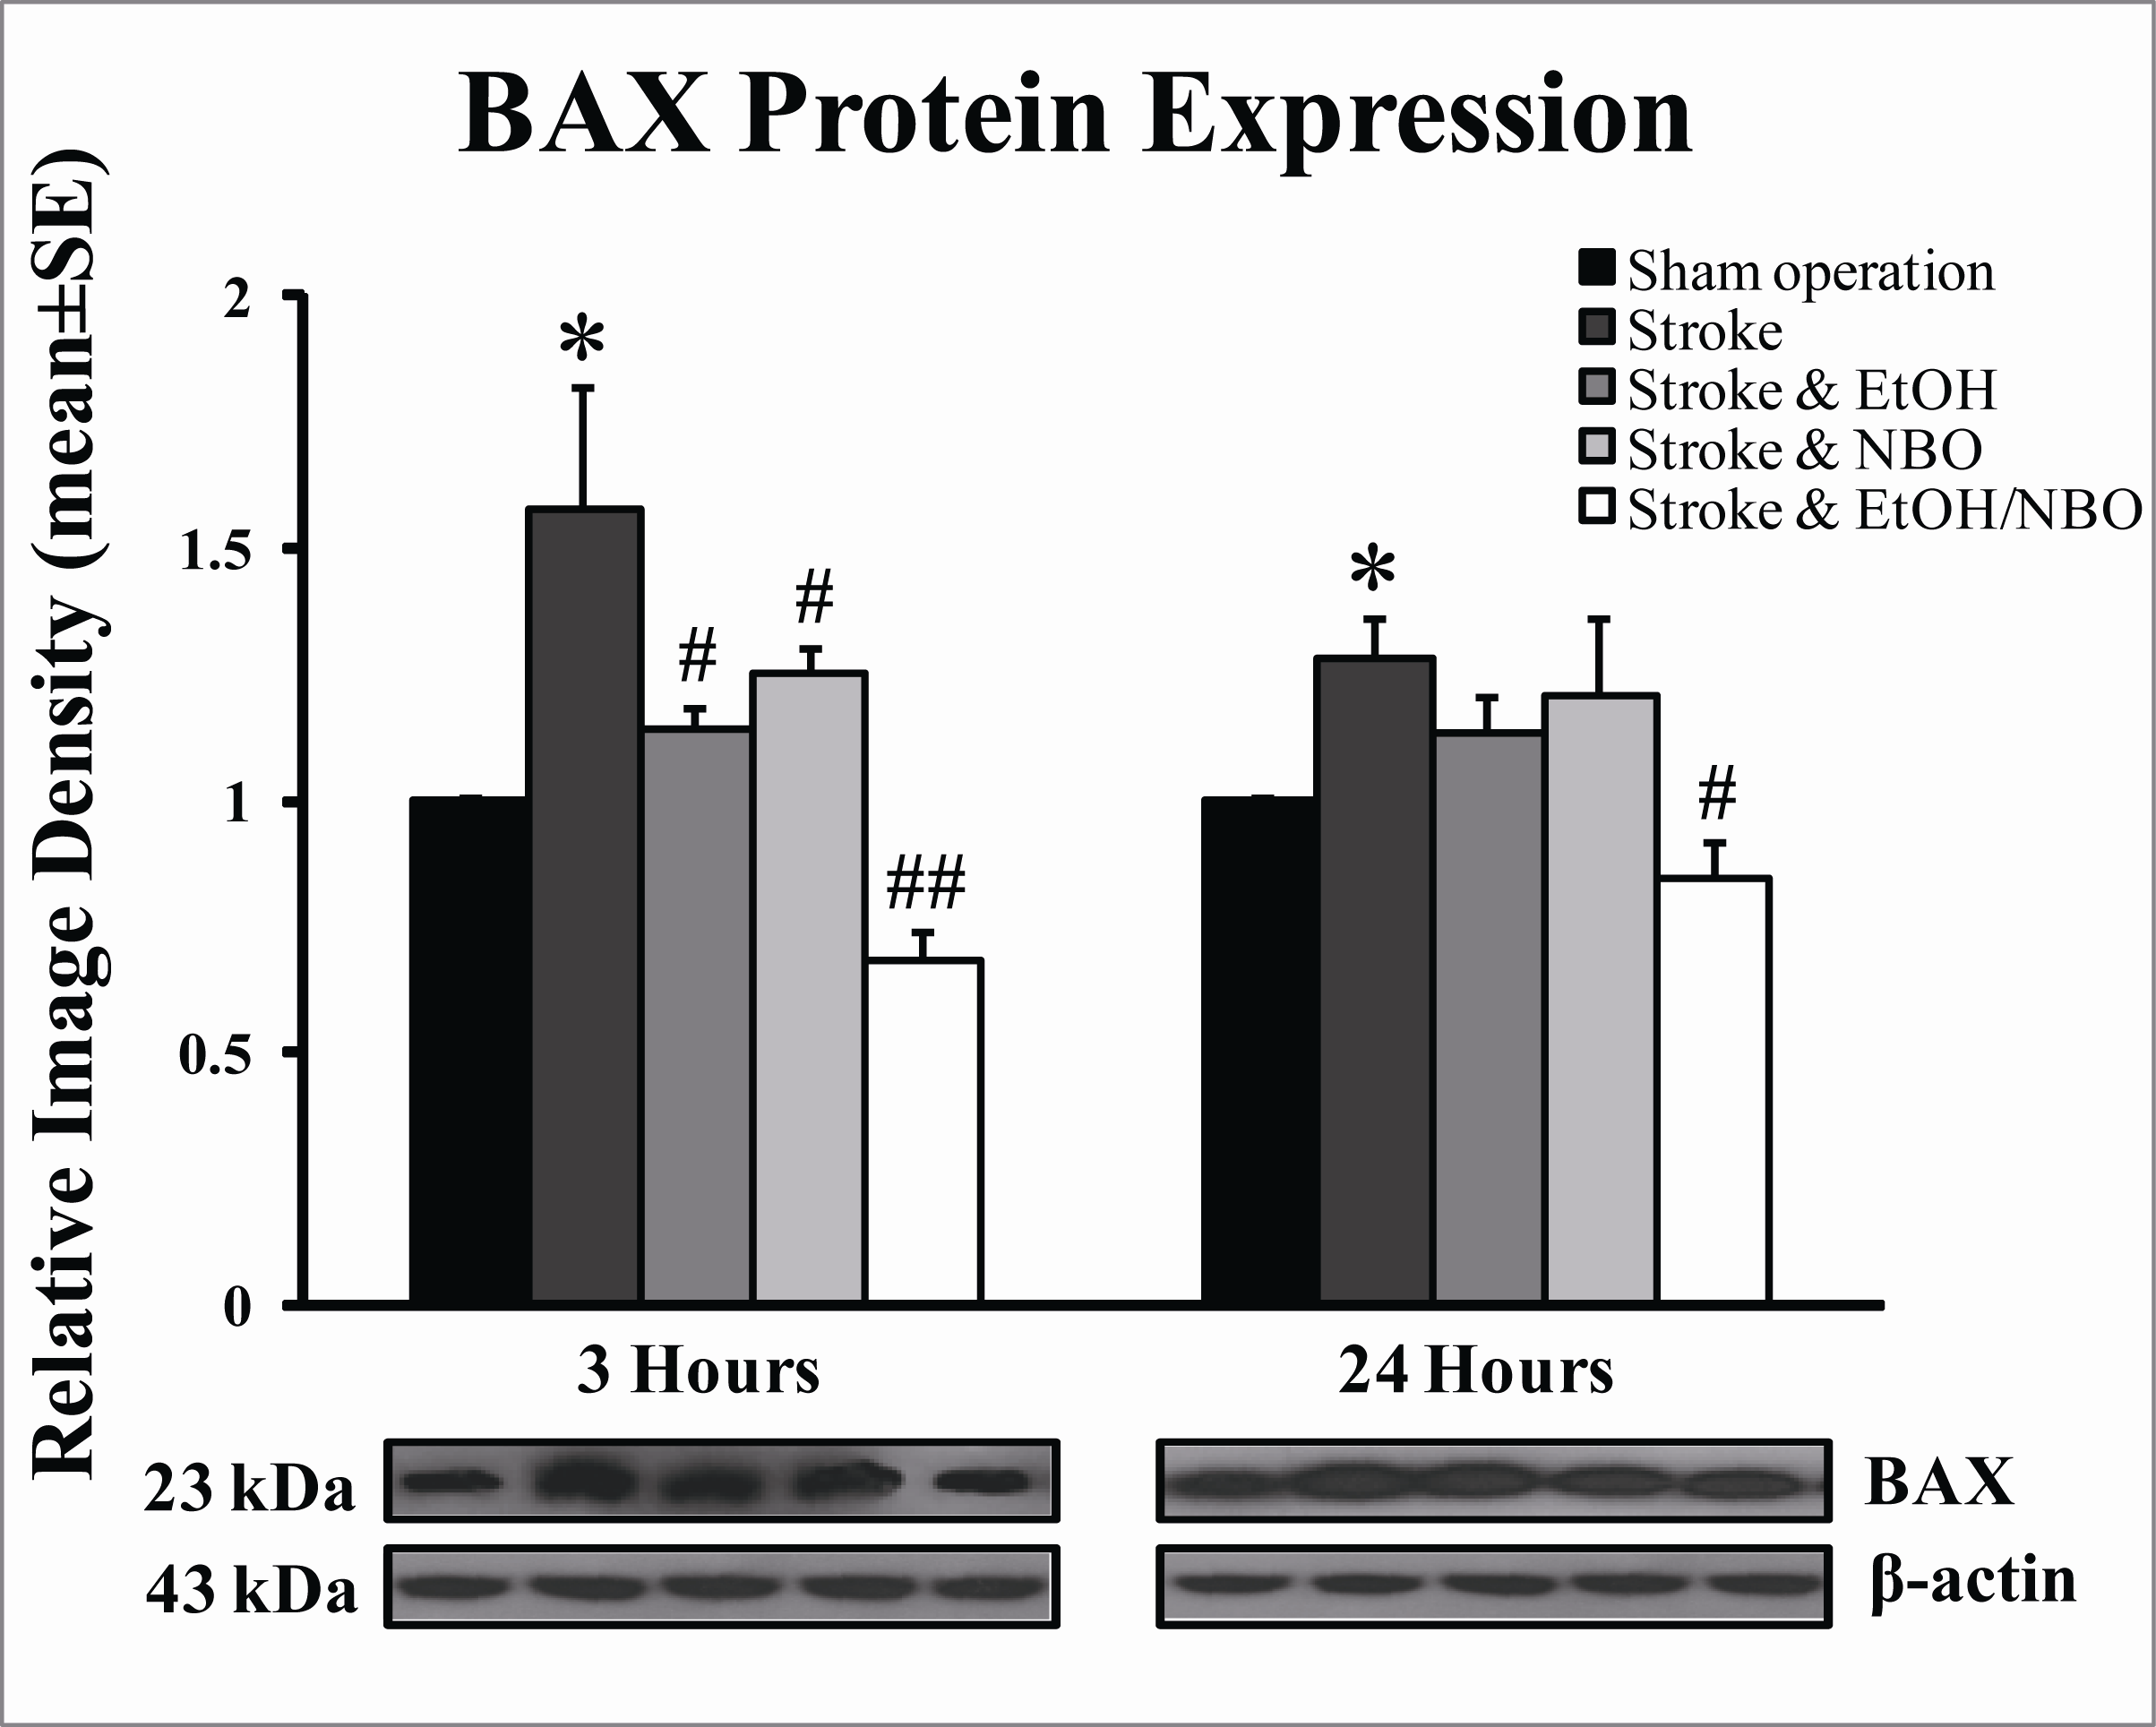 BAX Protein Expression
Relative Image Density (mean±SE)
Sham operation
Stroke
Stroke & EtOH
Stroke & NBO
Stroke & EtOH/NBO
2
1.5
1
0.5
0
*
#
#
##
*
#
3 Hours
24 Hours
23 kDa
BAX
43 kDa
β-actin